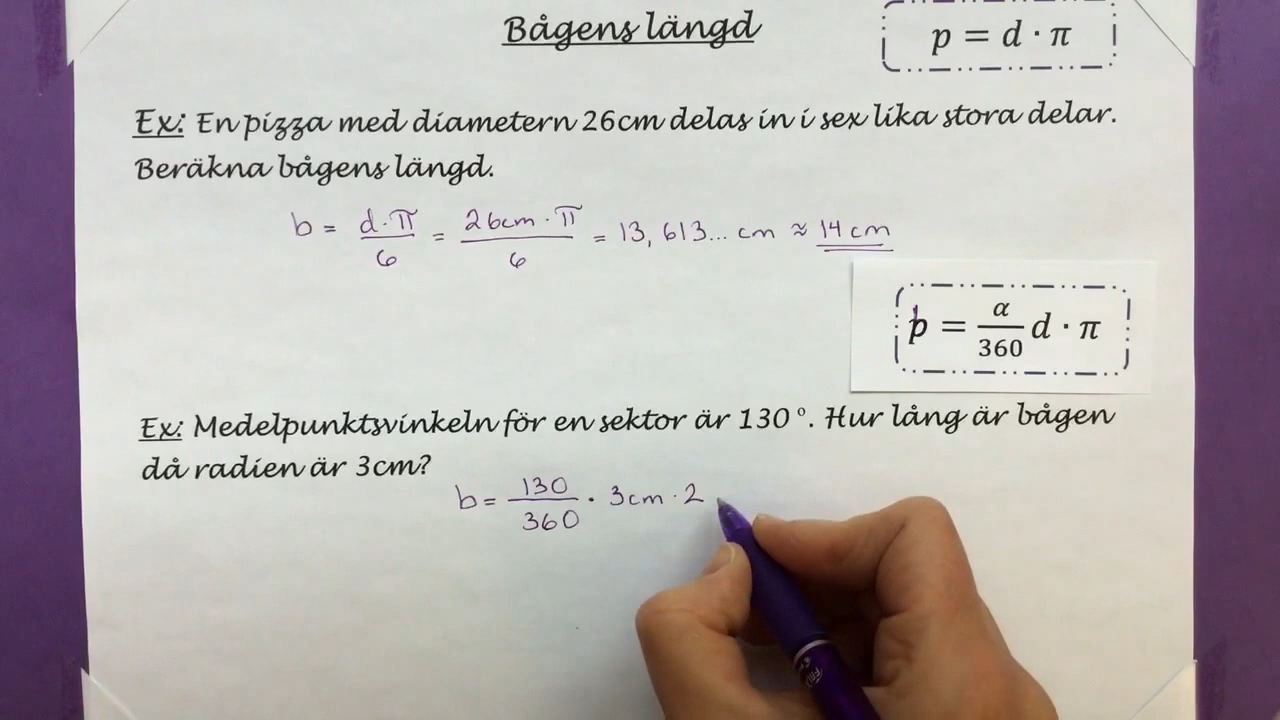 Bågens längd
p = d · π
Ex: En pizza med diametern 26cm delas in i sex lika stora delar.
Beräkna bågens längd.
b = d·π/6 = 26cm · π/6 = 13,613... cm ≈ 14 cm
b = α/360 d · π
Ex: Medelpunktsvinkeln för en sektor är 130°. Hur lång är bågen
då radien är 3cm?
b = 130/360 · 3cm · 2